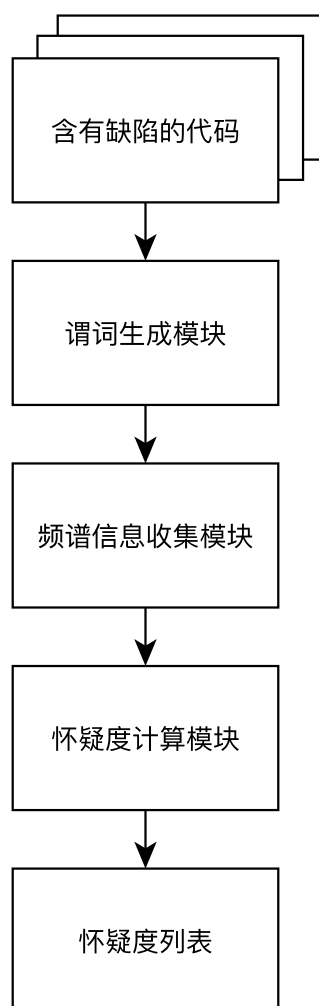 含有缺陷的代码
谓词生成模块
频谱信息收集模块
怀疑度计算模块
怀疑度列表